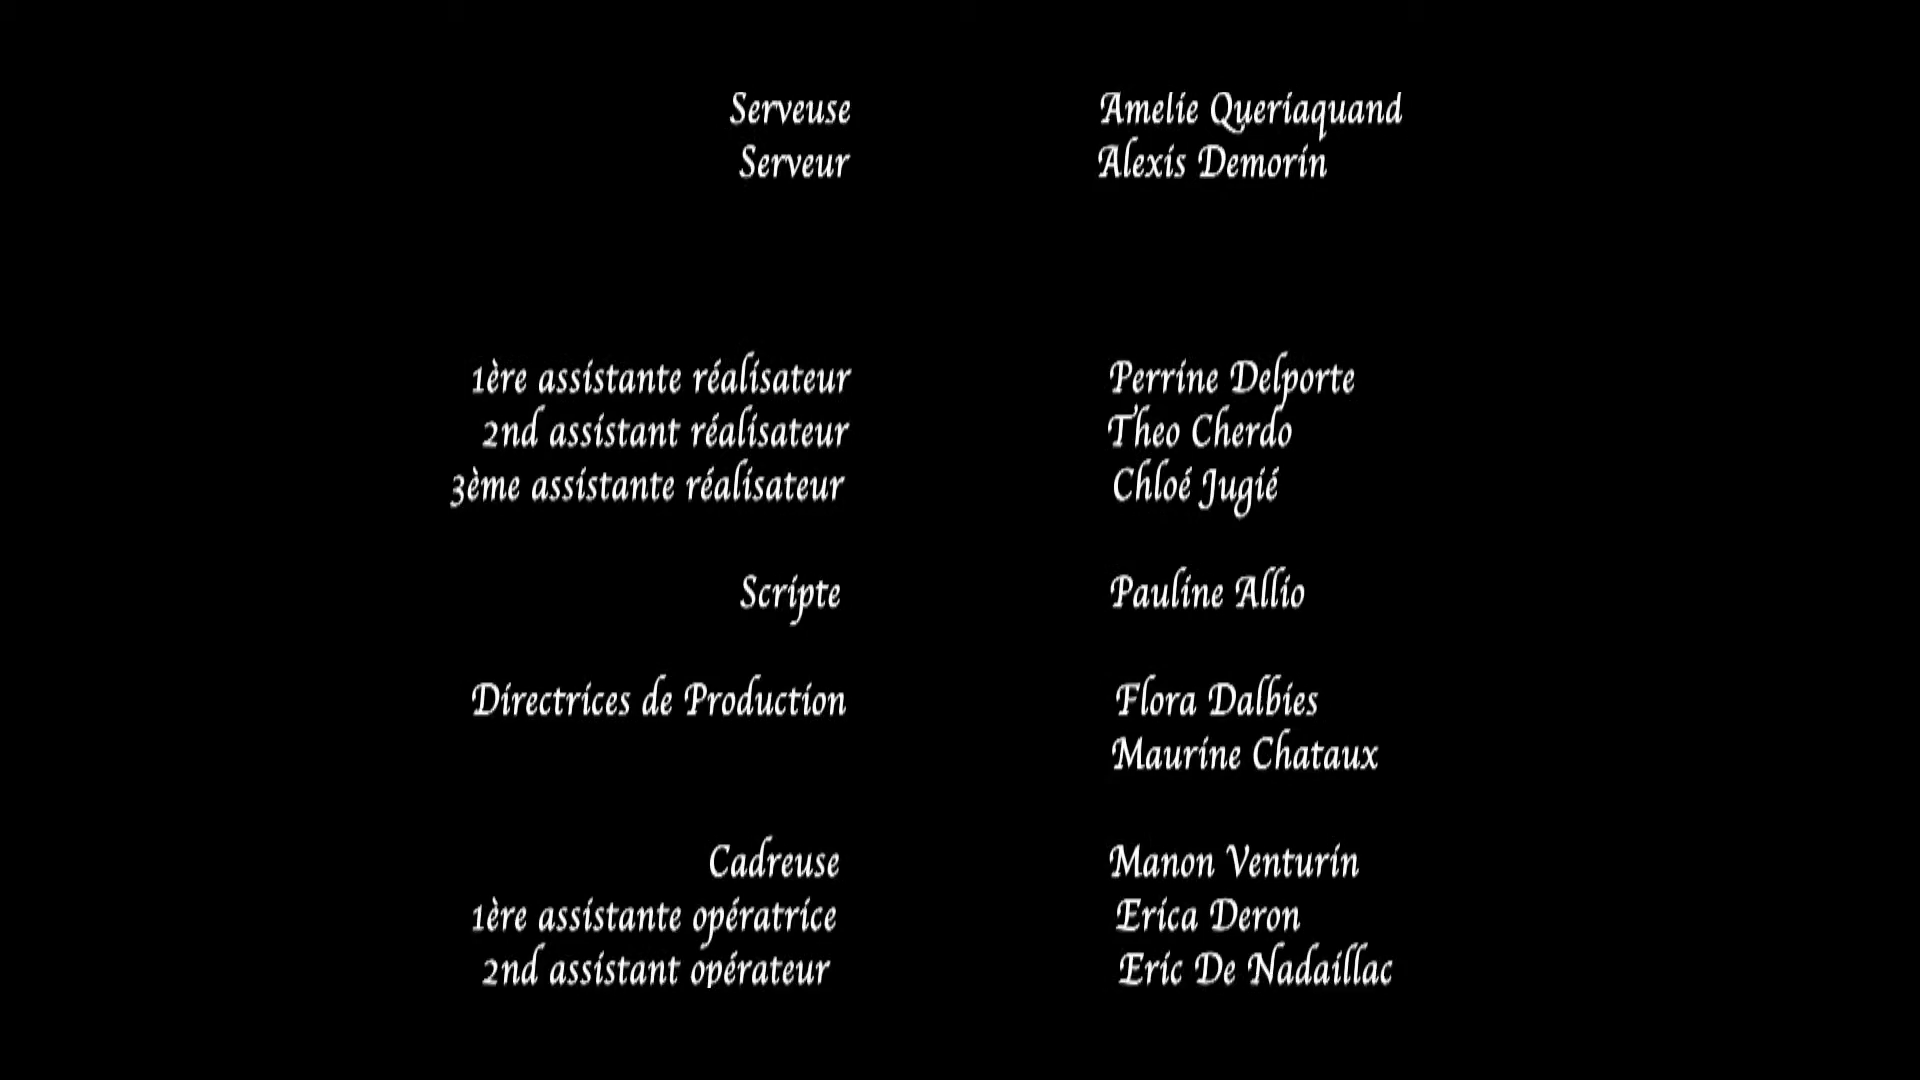 Serveuse Amelie Queriaquand
Serveur Alexis Demorin
1ère assistante réalisateur Perrine Delporte
2nd assistant réalisateur Theo Cherdo
3ème assistante réalisateur Chloé Jugié
Scripte Pauline Allio
Directrices de Production Flora Dalbies
Maurine Chataux
Cadreuse Manon Venturin
1ère assistante opératrice Erica Deron
2nd assistant opérateur Eric De Nadaillac